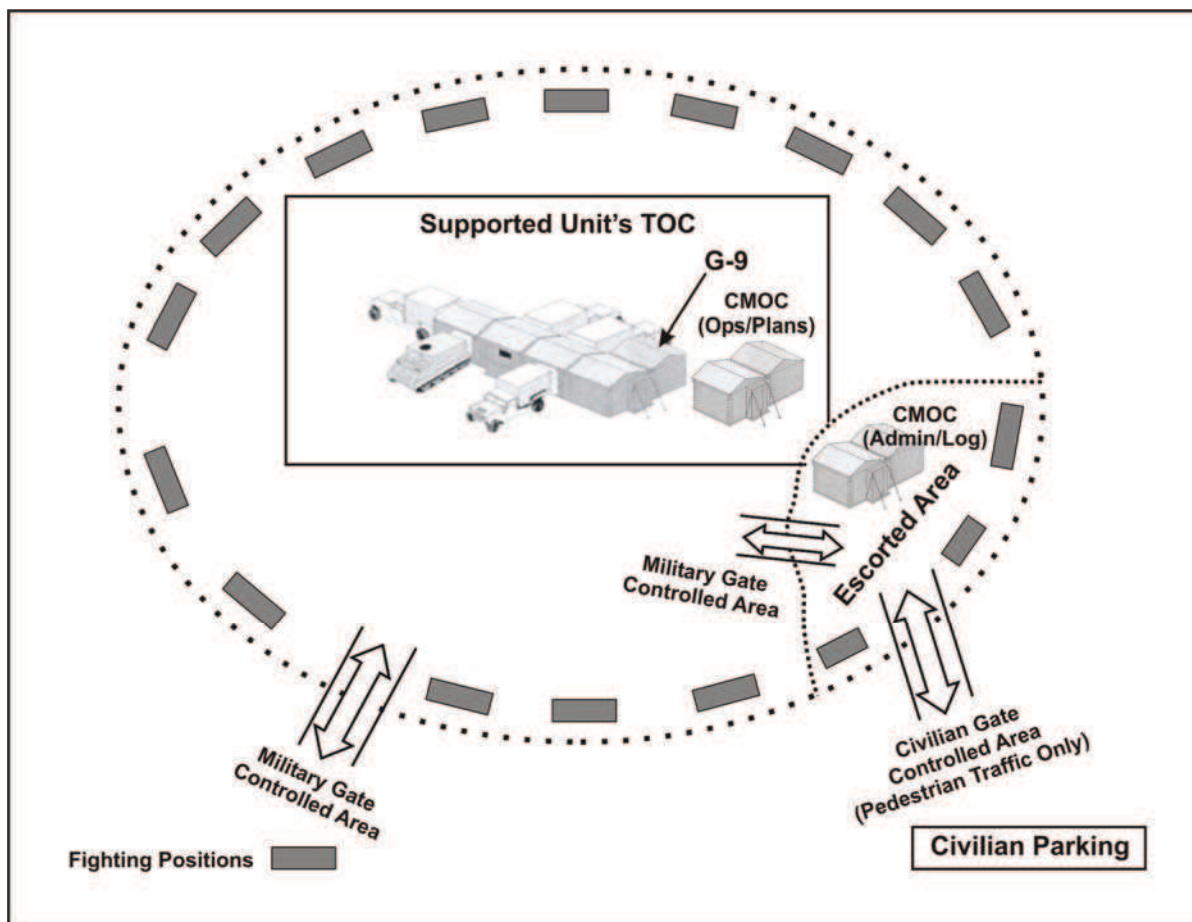 Supported Unit's TOC
G-9
CMOC
(Ops/Plans)
CMOC
(Admin/Log)
Escorted Area
Military Gate
Controlled Area
Military Gate
Controlled Area
Civilian Gate
Controlled Area
(Pedestrian Traffic Only)
Civilian Parking
Fighting Positions